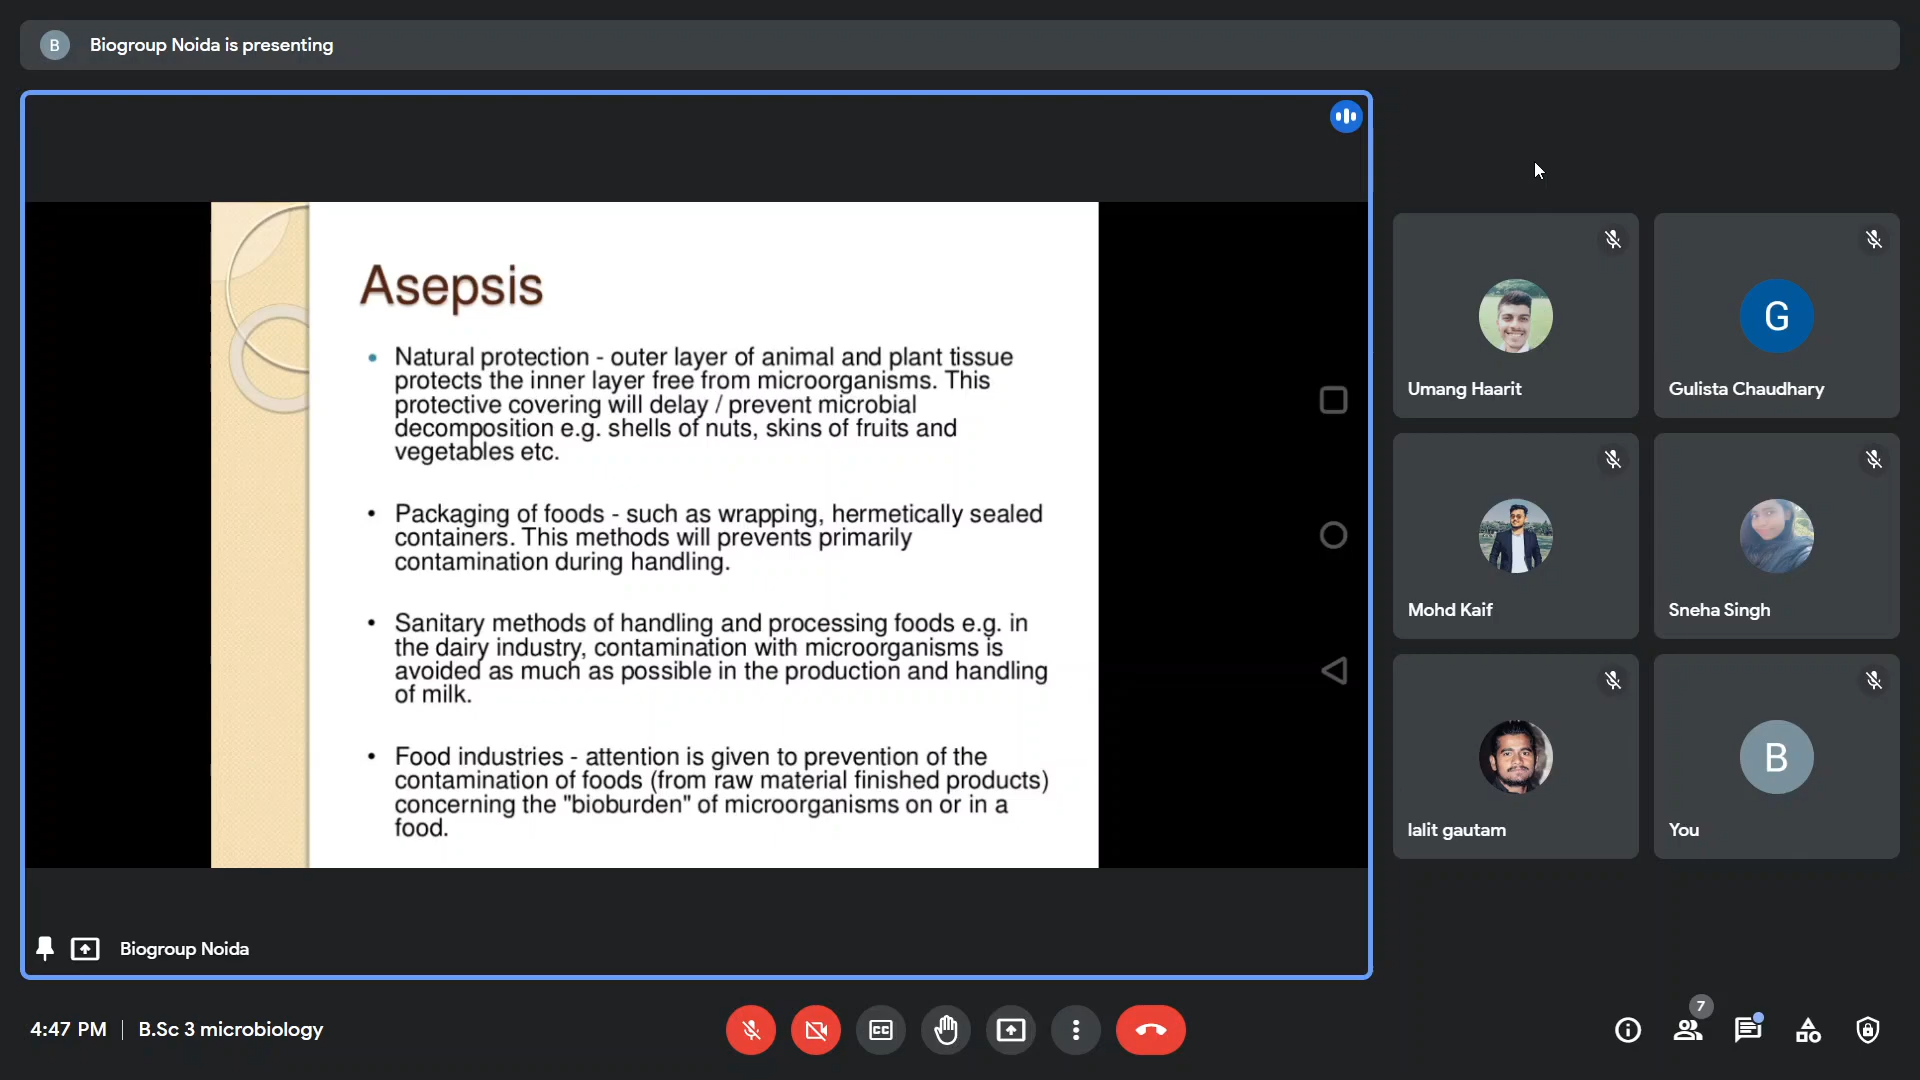 B
Biogroup Noida is presenting
Asepsis
• Natural protection - outer layer of animal and plant tissue
protects the inner layer free from microorganisms. This
protective covering will delay / prevent microbial
decomposition e.g. shells of nuts, skins of fruits and
vegetables etc.
• Packaging of foods - such as wrapping, hermetically sealed
containers. This methods will prevents primarily
contamination during handling.
• Sanitary methods of handling and processing foods e.g. in
the dairy industry, contamination with microorganisms is
avoided as much as possible in the production and handling
of milk.
• Food industries - attention is given to prevention of the
contamination of foods (from raw material finished products)
concerning the "bioburden" of microorganisms on or in a
food.
Biogroup Noida
Umang Haarit
G
Gulista Chaudhary
Mohd Kaif
Sneha Singh
lalit gautam
B
You
4:47 PM | B.Sc 3 microbiology
CC
7